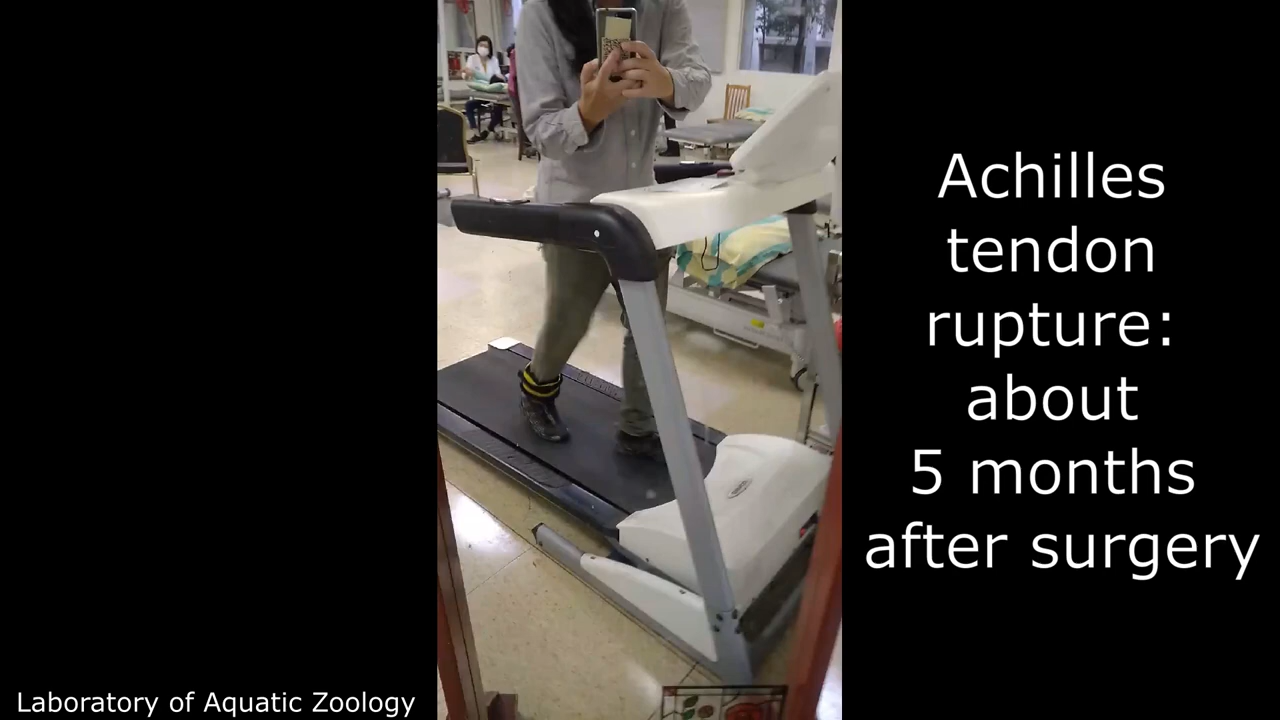 Achilles
tendon
rupture:
about
5 months
after surgery
Laboratory of Aquatic Zoology